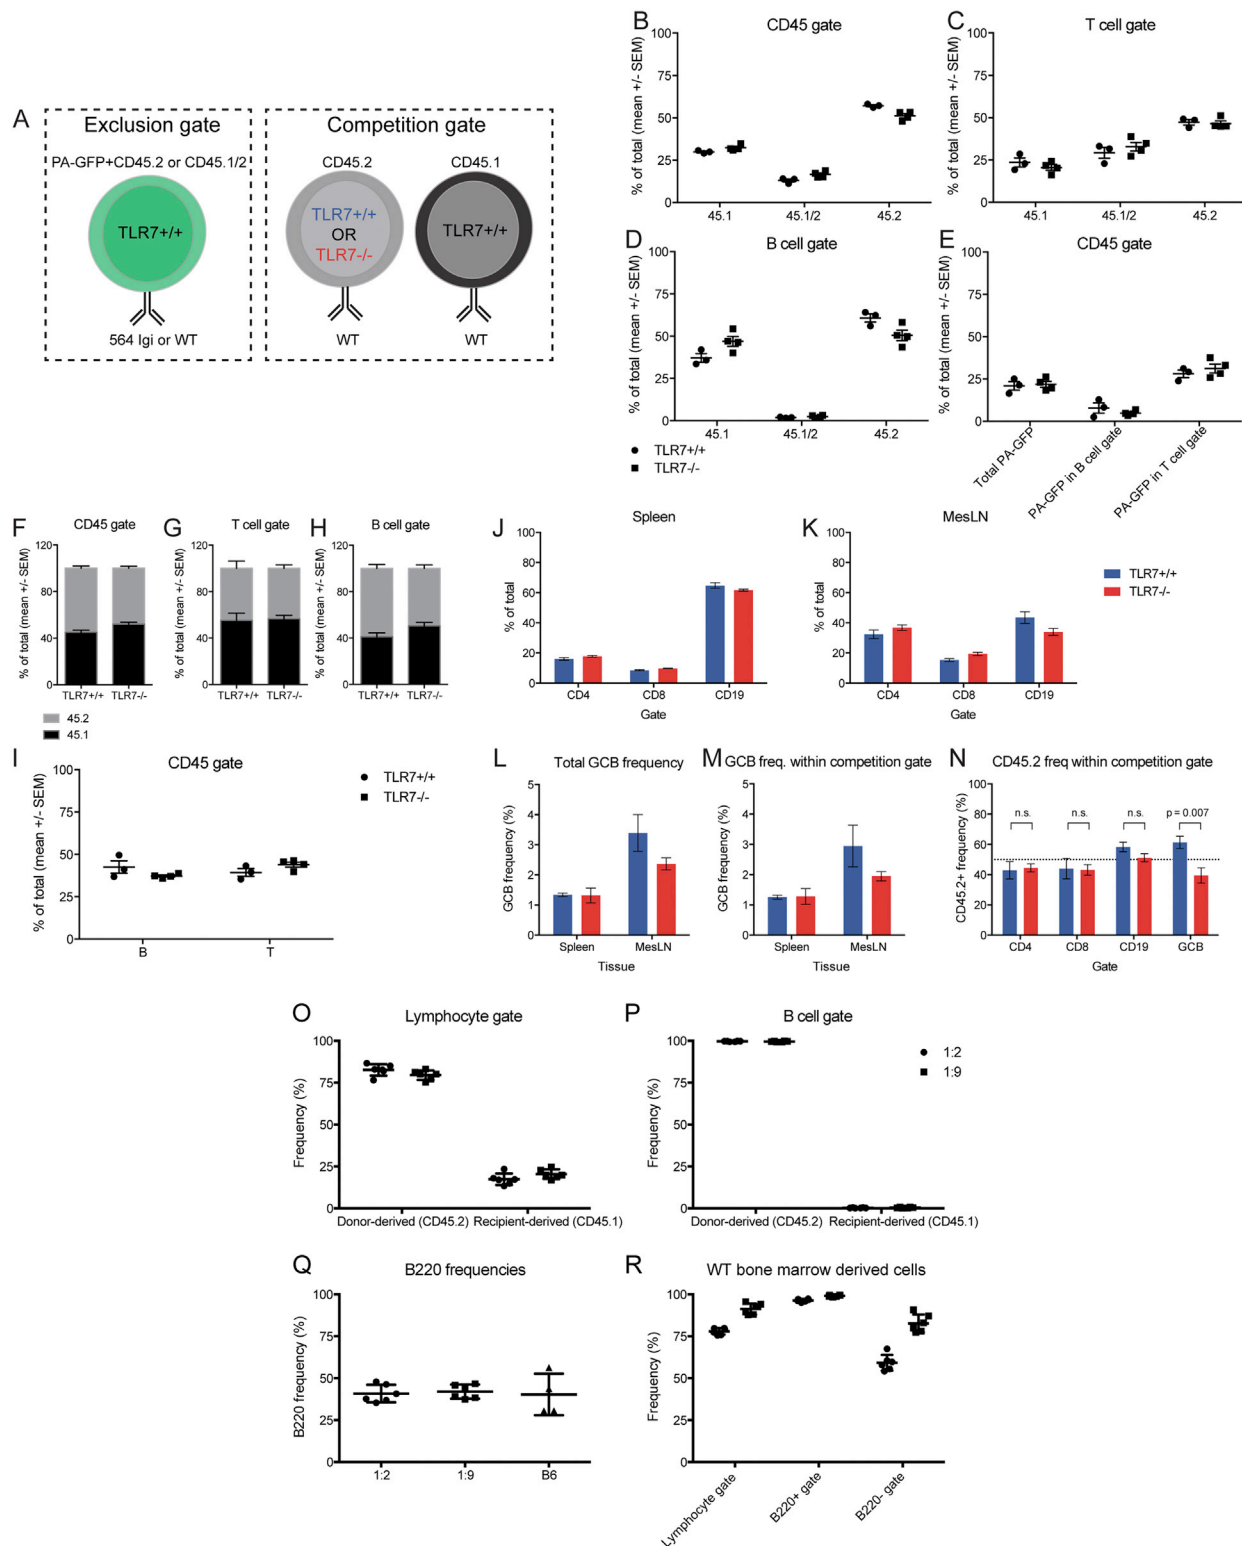 A
Exclusion gate
PA-GFP+CD45.2 or CD45.1/2
TLR7+/+
564 Igi or WT
Competition gate
CD45.2
CD45.1
TLR7+/+
OR
TLR7-/-
TLR7+/+
WT
WT
B
CD45 gate
% of total (mean +/- SEM)
100
75
50
25
0
45.1
45.1/2
45.2
C
T cell gate
% of total (mean +/- SEM)
100
75
50
25
0
45.1
45.1/2
45.2
D
B cell gate
% of total (mean +/- SEM)
100
75
50
25
0
45.1
45.1/2
45.2
TLR7+/+
TLR7-/-
E
CD45 gate
% of total (mean +/- SEM)
100
75
50
25
0
Total PA-GFP
PA-GFP in B cell gate
PA-GFP in T cell gate
F
CD45 gate
% of total (mean +/- SEM)
120
80
40
0
TLR7+/+
TLR7-/-
45.2
45.1
G
T cell gate
% of total (mean +/- SEM)
120
80
40
0
TLR7+/+
TLR7-/-
H
B cell gate
% of total (mean +/- SEM)
120
80
40
0
TLR7+/+
TLR7-/-
J
Spleen
% of total
100
80
60
40
20
0
CD4
CD8
CD19
Gate
K
MesLN
% of total
100
80
60
40
20
0
CD4
CD8
CD19
Gate
TLR7+/+
TLR7-/-
I
CD45 gate
% of total (mean +/- SEM)
100
75
50
25
0
B
T
TLR7+/+
TLR7-/-
L
Total GCB frequency
GCB frequency (%)
5
4
3
2
1
0
Spleen
MesLN
Tissue
M
GCB freq. within competition gate
GCB frequency (%)
5
4
3
2
1
0
Spleen
MesLN
Tissue
N
CD45.2 freq within competition gate
CD45.2+ frequency (%)
100
80
60
40
20
0
n.s.
n.s.
n.s.
p = 0.007
CD4
CD8
CD19
GCB
Gate
O
Lymphocyte gate
Frequency (%)
100
75
50
25
0
Donor-derived (CD45.2)
Recipient-derived (CD45.1)
P
B cell gate
Frequency (%)
100
75
50
25
0
Donor-derived (CD45.2)
Recipient-derived (CD45.1)
1:2
1:9
Q
B220 frequencies
B220 frequency (%)
100
75
50
25
0
1:2
1:9
B6
R
WT bone marrow derived cells
Frequency (%)
100
75
50
25
0
Lymphocyte gate
B220+ gate
B220- gate